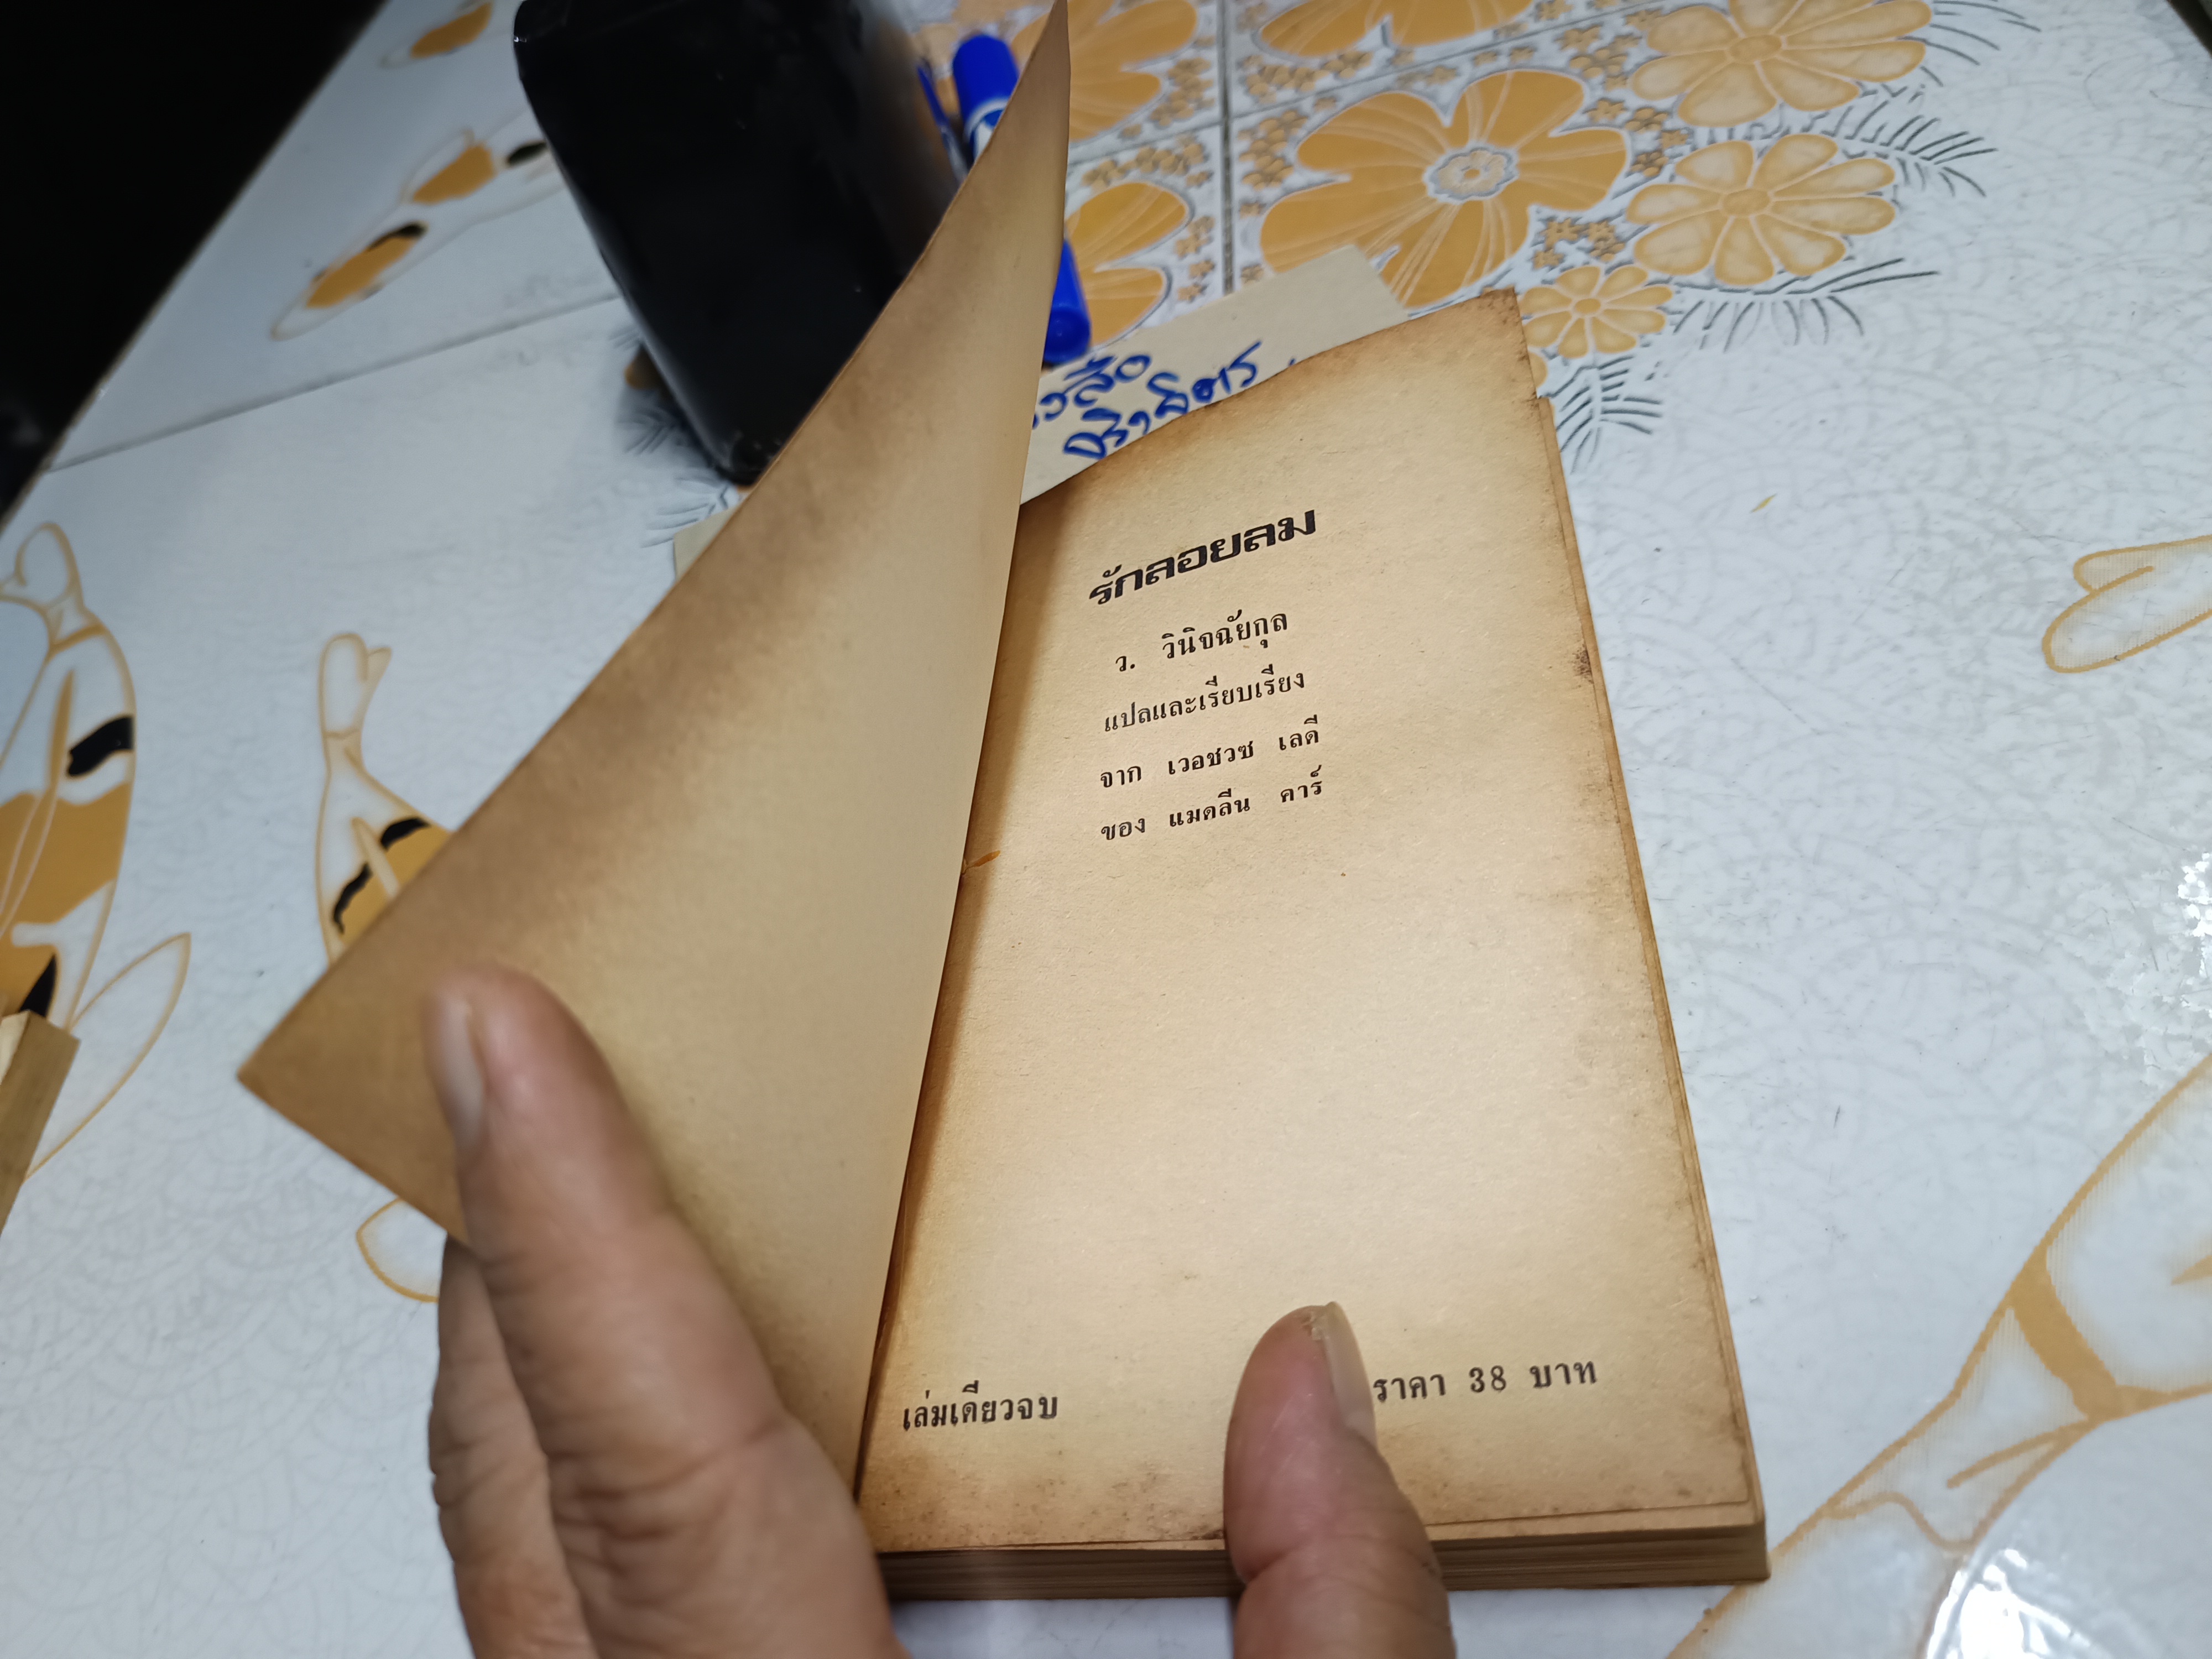 รักลอยลม
ว. วินิจฉัยกุล
แปลและเรียบเรียง
จาก เวอชวซ เลดี
ของ แมคลีน คาร์
เล่มเดียวจบ
ราคา 38 บาท